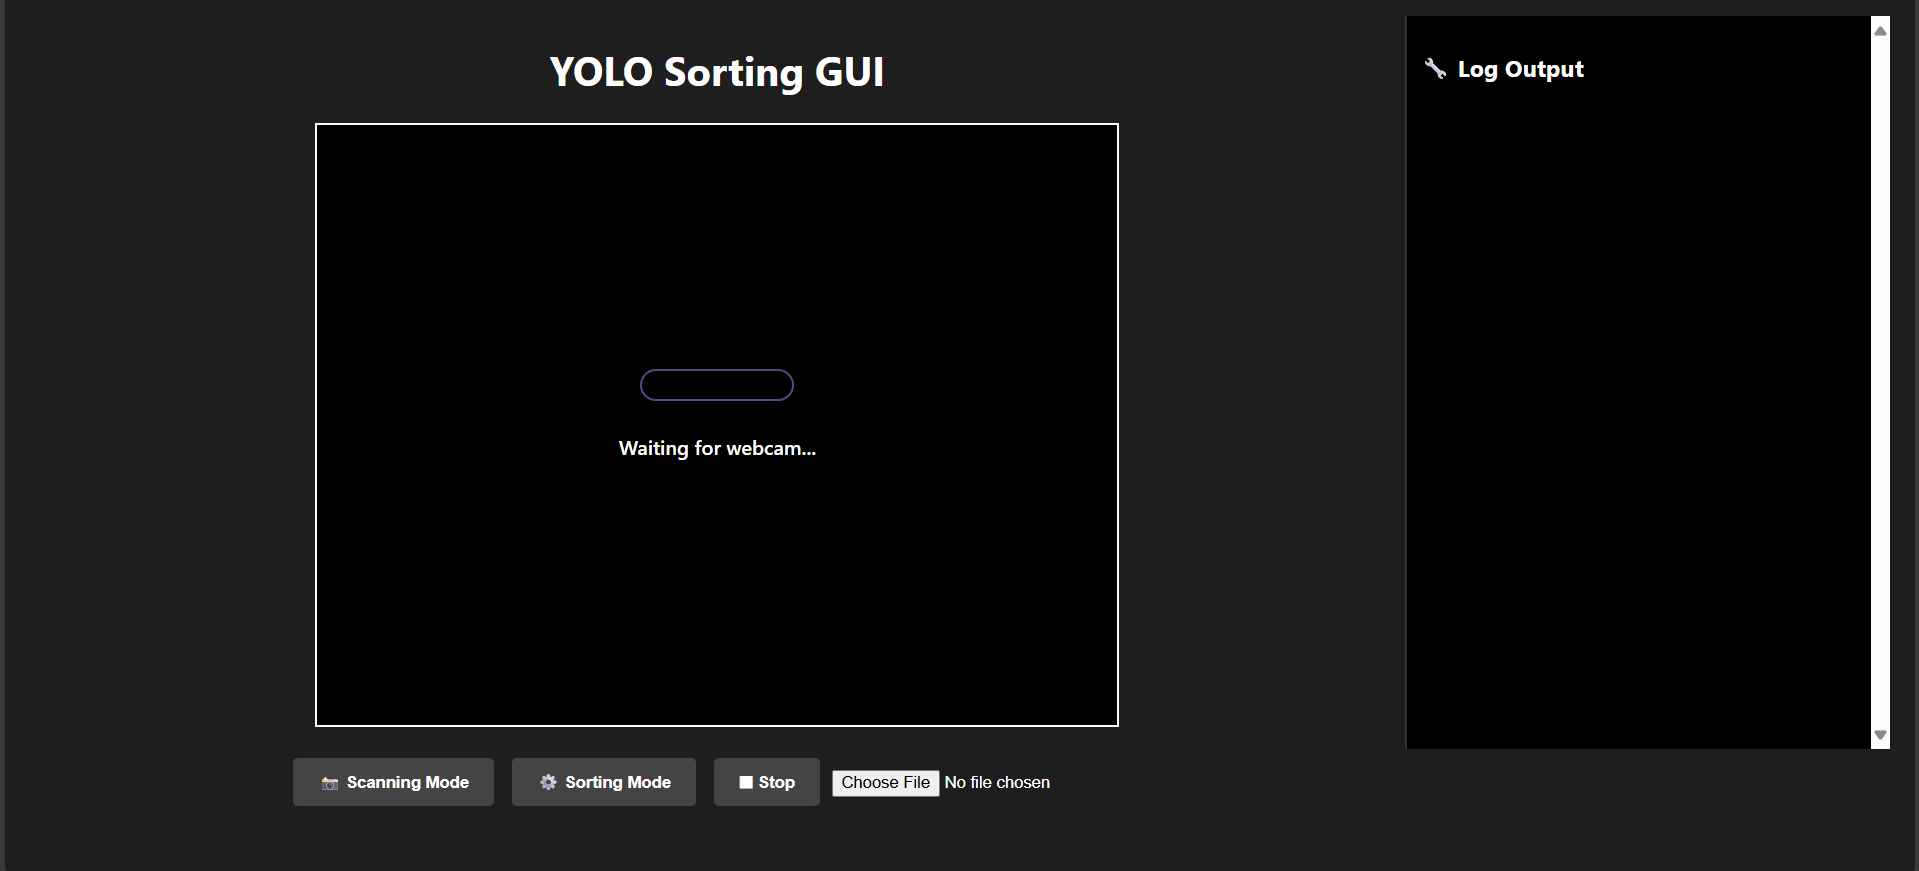 YOLO Sorting GUI
Waiting for webcam...
Scanning Mode
Sorting Mode
Stop
Choose File No file chosen
Log Output